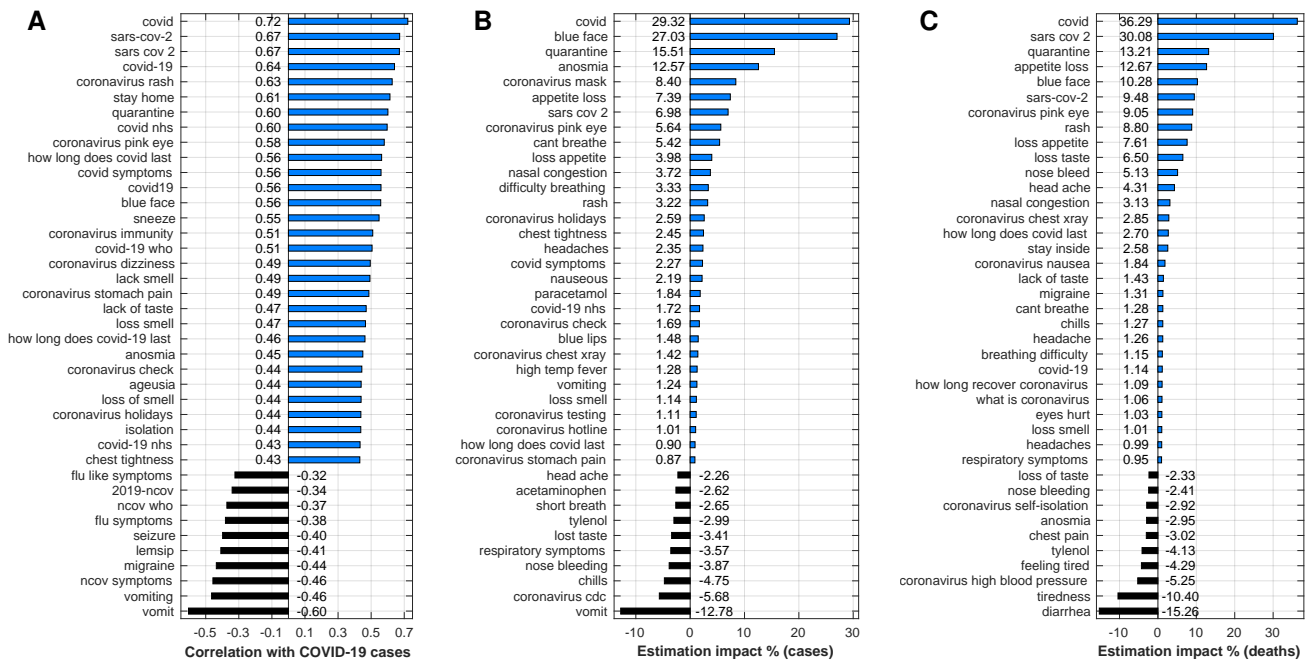 A
covid 0.72
sars-cov-2 0.67
sars cov 2 0.67
covid-19 0.64
coronavirus rash 0.63
stay home 0.61
quarantine 0.60
covid nhs 0.60
coronavirus pink eye 0.58
how long does covid last 0.56
covid symptoms 0.56
covid19 0.56
blue face 0.56
sneeze 0.55
coronavirus immunity 0.51
covid-19 who 0.51
coronavirus dizziness 0.49
lack smell 0.49
coronavirus stomach pain 0.49
lack of taste 0.47
loss smell 0.47
how long does covid-19 last 0.46
anosmia 0.45
coronavirus check 0.44
ageusia 0.44
loss of smell 0.44
coronavirus holidays 0.44
isolation 0.44
covid-19 nhs 0.43
chest tightness 0.43
flu like symptoms -0.32
2019-ncov -0.34
ncov who -0.37
flu symptoms -0.38
seizure -0.40
lemsip -0.41
migraine -0.44
ncov symptoms -0.46
vomiting -0.46
vomit -0.60
-0.5 -0.3 -0.1 0.1 0.3 0.5 0.7
Correlation with COVID-19 cases
B
covid 29.32
blue face 27.03
quarantine 15.51
anosmia 12.57
coronavirus mask 8.40
appetite loss 7.39
sars cov 2 6.98
coronavirus pink eye 5.64
cant breathe 5.42
loss appetite 3.98
nasal congestion 3.72
difficulty breathing 3.33
rash 3.22
coronavirus holidays 2.59
chest tightness 2.45
headaches 2.35
covid symptoms 2.27
nauseous 2.19
paracetamol 1.84
covid-19 nhs 1.72
coronavirus check 1.69
blue lips 1.48
coronavirus chest xray 1.42
high temp fever 1.28
vomiting 1.24
loss smell 1.14
coronavirus testing 1.11
coronavirus hotline 1.01
how long does covid last 0.90
coronavirus stomach pain 0.87
head ache -2.26
acetaminophen -2.62
short breath -2.65
tylenol -2.99
lost taste -3.41
respiratory symptoms -3.57
nose bleeding -3.87
chills -4.75
coronavirus cdc -5.68
vomit -12.78
-10 0 10 20 30
Estimation impact % (cases)
C
covid 36.29
sars cov 2 30.08
quarantine 13.21
appetite loss 12.67
blue face 10.28
sars-cov-2 9.48
coronavirus pink eye 9.05
rash 8.80
loss appetite 7.61
loss taste 6.50
nose bleed 5.13
head ache 4.31
nasal congestion 3.13
coronavirus chest xray 2.85
how long does covid last 2.70
stay inside 2.58
coronavirus nausea 1.84
lack of taste 1.43
migraine 1.31
cant breathe 1.28
chills 1.27
headache 1.26
breathing difficulty 1.15
covid-19 1.14
how long recover coronavirus 1.09
what is coronavirus 1.06
eyes hurt 1.03
loss smell 1.01
headaches 0.99
respiratory symptoms 0.95
loss of taste -2.33
nose bleeding -2.41
coronavirus self-isolation -2.92
anosmia -2.95
chest pain -3.02
tylenol -4.13
feeling tired -4.29
coronavirus high blood pressure -5.25
tiredness -10.40
diarrhea -15.26
-10 0 10 20 30
Estimation impact % (deaths)